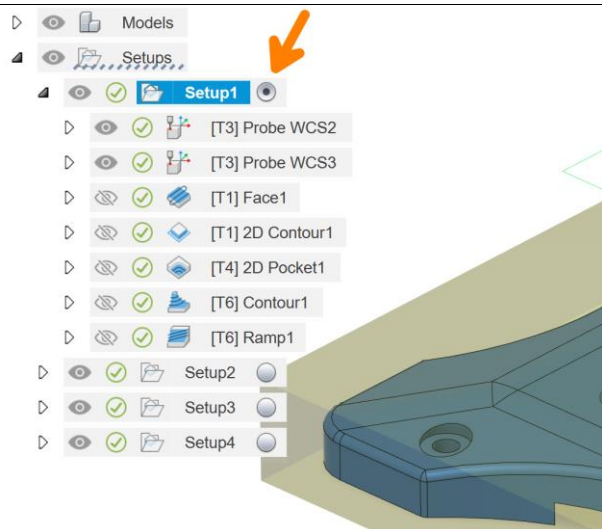 Models
Setups
Setup1
[T3] Probe WCS2
[T3] Probe WCS3
[T1] Face1
[T1] 2D Contour1
[T4] 2D Pocket1
[T6] Contour1
[T6] Ramp1
Setup2
Setup3
Setup4